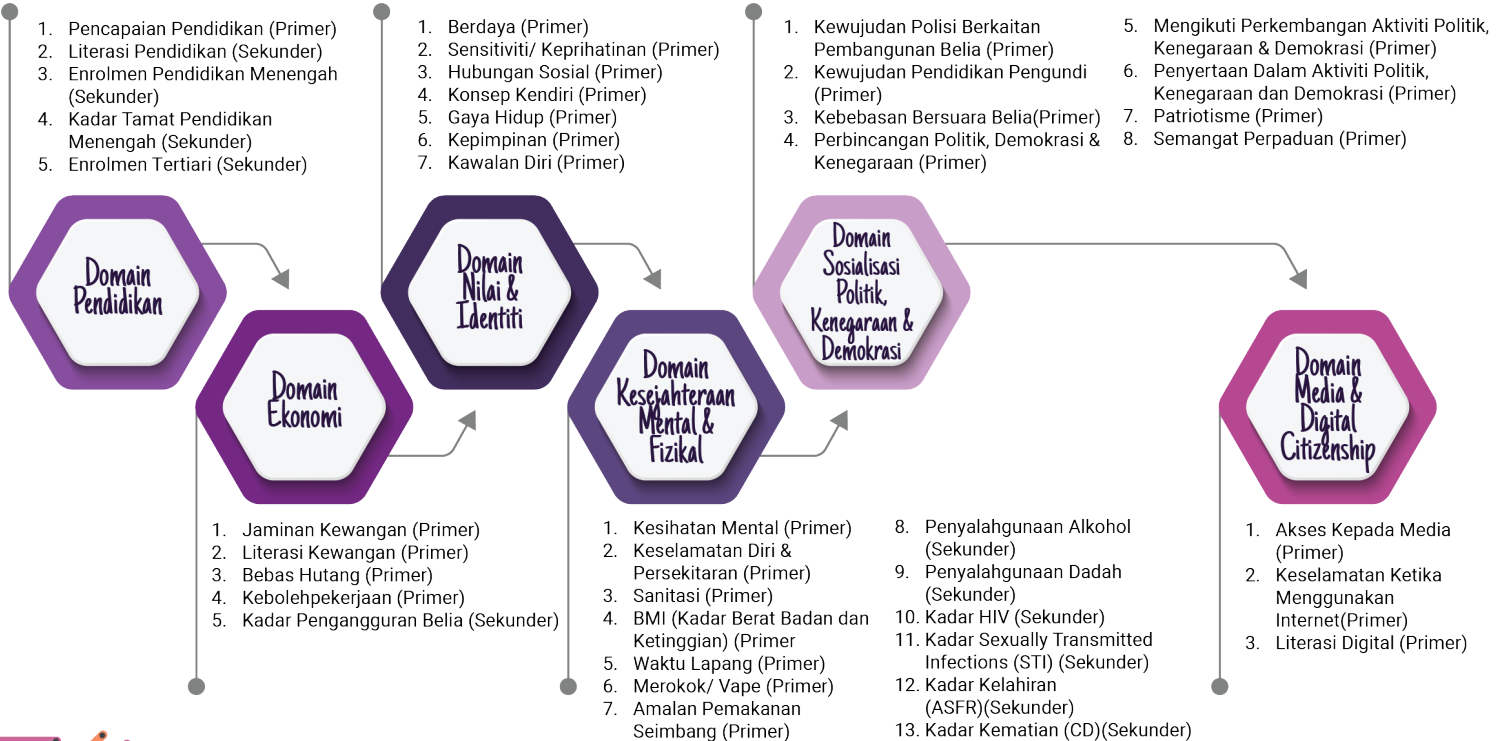 1. Pencapaian Pendidikan (Primer)
2. Literasi Pendidikan (Sekunder)
3. Enrolmen Pendidikan Menengah
(Sekunder)
4. Kadar Tamat Pendidikan
Menengah (Sekunder)
5. Enrolmen Tertiari (Sekunder)
Domain
Pendidikan
1. Jaminan Kewangan (Primer)
2. Literasi Kewangan (Primer)
3. Bebas Hutang (Primer)
4. Kebolehpekerjaan (Primer)
5. Kadar Pengangguran Belia (Sekunder)
Domain
Ekonomi
1. Berdaya (Primer)
2. Sensitiviti/ Keprihatinan (Primer)
3. Hubungan Sosial (Primer)
4. Konsep Kendiri (Primer)
5. Gaya Hidup (Primer)
6. Kepimpinan (Primer)
7. Kawalan Diri (Primer)
Domain
Nilai &
Identiti
Domain
Kesejahteraan
Mental &
Fizikal
1. Kesihatan Mental (Primer)
2. Keselamatan Diri &
Persekitaran (Primer)
3. Sanitasi (Primer)
4. BMI (Kadar Berat Badan dan
Ketinggian) (Primer
5. Waktu Lapang (Primer)
6. Merokok/ Vape (Primer)
7. Amalan Pemakanan
Seimbang (Primer)
8. Penyalahgunaan Alkohol
(Sekunder)
9. Penyalahgunaan Dadah
(Sekunder)
10. Kadar HIV (Sekunder)
11. Kadar Sexually Transmitted
Infections (STI) (Sekunder)
12. Kadar Kelahiran
(ASFR)(Sekunder)
13. Kadar Kematian (CD)(Sekunder)
1. Kewujudan Polisi Berkaitan
Pembangunan Belia (Primer)
2. Kewujudan Pendidikan Pengundi
(Primer)
3. Kebebasan Bersuara Belia(Primer)
4. Perbincangan Politik, Demokrasi &
Kenegaraan (Primer)
5. Mengikuti Perkembangan Aktiviti Politik,
Kenegaraan & Demokrasi (Primer)
6. Penyertaan Dalam Aktiviti Politik,
Kenegaraan dan Demokrasi (Primer)
7. Patriotisme (Primer)
8. Semangat Perpaduan (Primer)
Domain
Sosialisasi
Politik,
Kenegaraan &
Demokrasi
Domain
Media &
Digital
Citizenship
1. Akses Kepada Media
(Primer)
2. Keselamatan Ketika
Menggunakan
Internet(Primer)
3. Literasi Digital (Primer)